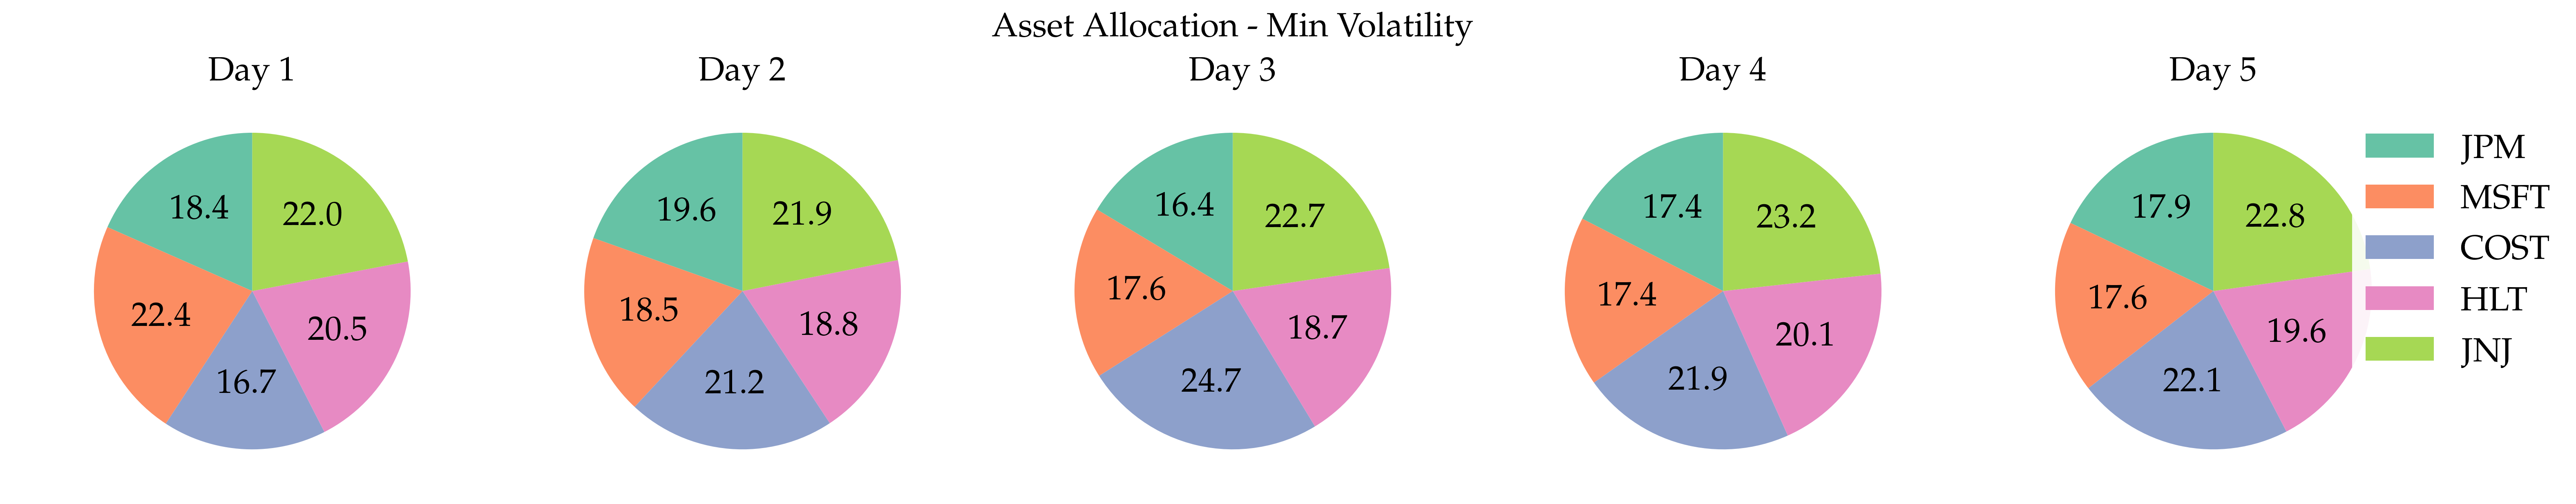 Asset Allocation - Min Volatility
Day 1
18.4
22.0
22.4
20.5
16.7
Day 2
19.6
21.9
18.5
18.8
21.2
Day 3
16.4
22.7
17.6
18.7
24.7
Day 4
17.4
23.2
17.4
20.1
21.9
Day 5
17.9
22.8
17.6
19.6
22.1
JPM
MSFT
COST
HLT
JNJ